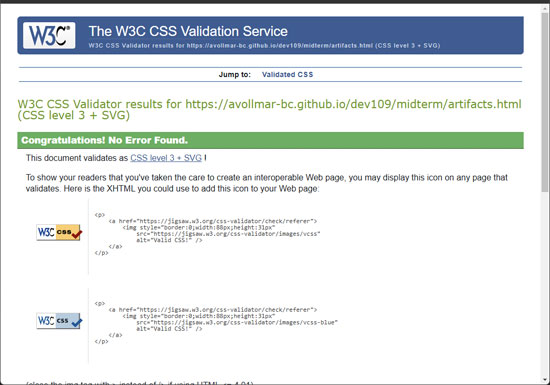 W3C®
The W3C CSS Validation Service
W3C CSS Validator results for https://avollmar-bc.github.io/dev109/midterm/artifacts.html (CSS level 3 + SVG)
Jump to: Validated CSS
W3C CSS Validator results for https://avollmar-bc.github.io/dev109/midterm/artifacts.html
(CSS level 3 + SVG)
Congratulations! No Error Found.
This document validates as CSS level 3 + SVG !
To show your readers that you've taken the care to create an interoperable Web page, you may display this icon on any page that
validates. Here is the XHTML you could use to add this icon to your Web page:
W3C css
<p>
<a href="https://jigsaw.w3.org/css-validator/check/referer">
<img style="border:0;width:88px;height:31px"
src="https://jigsaw.w3.org/css-validator/images/vcss"
alt="Valid CSS!" />
</a>
</p>
W3C css
<p>
<a href="https://jigsaw.w3.org/css-validator/check/referer">
<img style="border:0;width:88px;height:31px"
src="https://jigsaw.w3.org/css-validator/images/vcss-blue"
alt="Valid CSS!" />
</a>
</p>